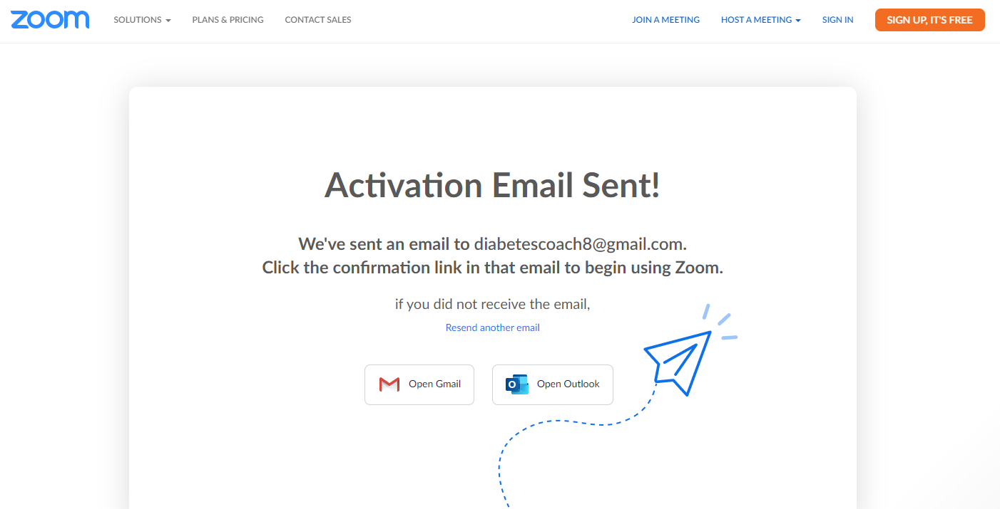 zoom SOLUTIONS PLANS & PRICING CONTACT SALES JOIN A MEETING HOST A MEETING SIGN IN SIGN UP, IT'S FREE
Activation Email Sent!
We've sent an email to diabetescoach8@gmail.com.
Click the confirmation link in that email to begin using Zoom.
if you did not receive the email,
Resend another email
Open Gmail Open Outlook